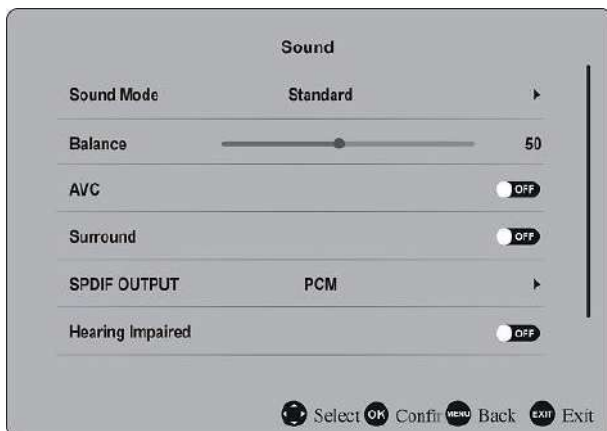 Sound
Sound Mode Standard
Balance 50
AVC OFF
Surround OFF
SPDIF OUTPUT PCM
Hearing Impaired OFF
Select OK Confir MENU Back EXIT Exit